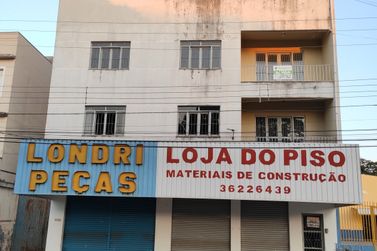 LONDRI
PEÇAS
LOJA DO PISO
MATERIAIS DE CONSTRUÇÃO
36226439